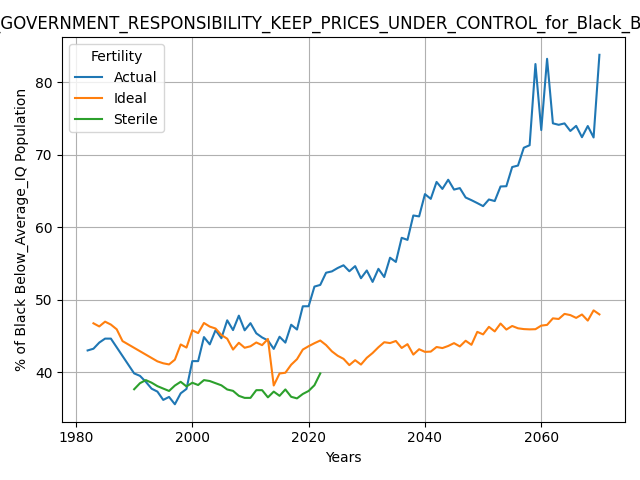 _GOVERNMENT_RESPONSIBILITY_KEEP_PRICES_UNDER_CONTROL_for_Black_B
Fertility
Actual
Ideal
Sterile
% of Black Below_Average_IQ Population
80
70
60
50
40
1980
2000
2020
2040
2060
Years